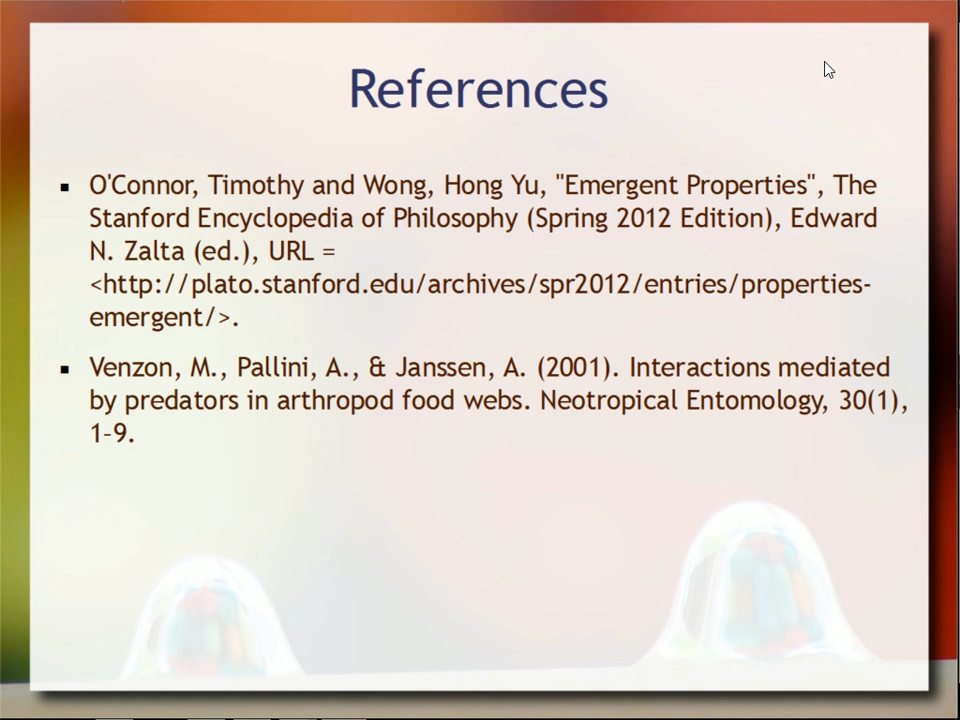 References
O'Connor, Timothy and Wong, Hong Yu, "Emergent Properties", The
Stanford Encyclopedia of Philosophy (Spring 2012 Edition), Edward
N. Zalta (ed.), URL =
<http://plato.stanford.edu/archives/spr2012/entries/properties-
emergent/>.
Venzon, M., Pallini, A., & Janssen, A. (2001). Interactions mediated
by predators in arthropod food webs. Neotropical Entomology, 30(1),
1–9.